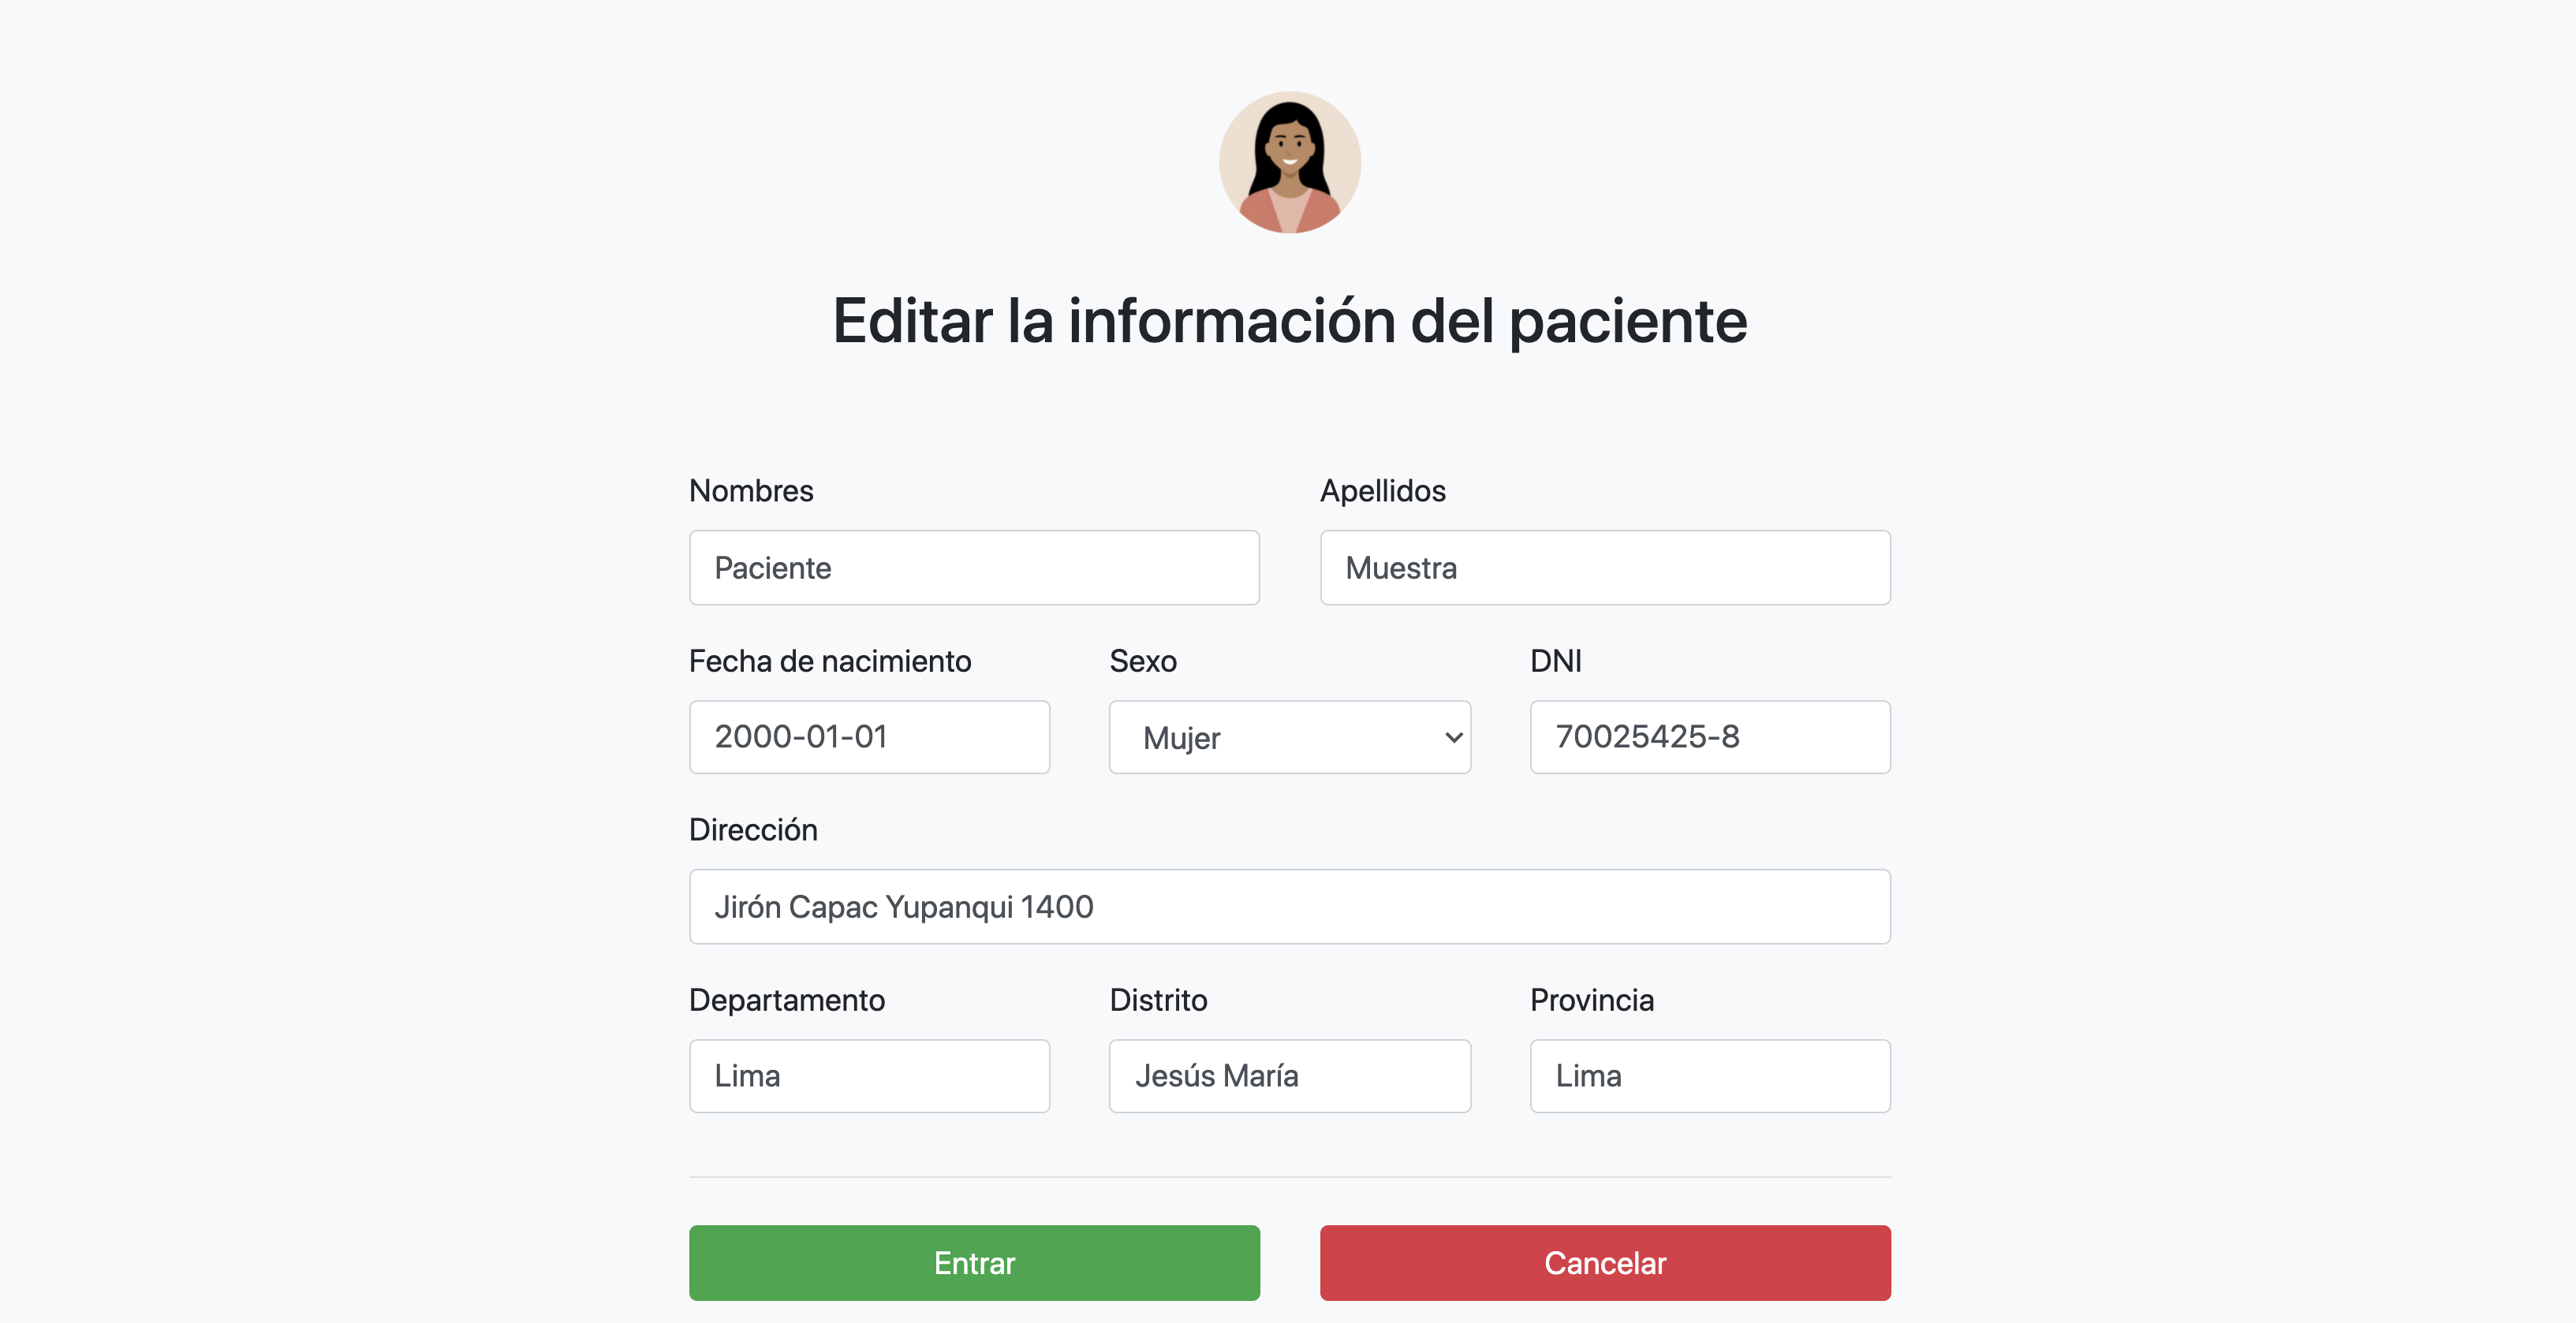 Editar la información del paciente
Nombres
Apellidos
Paciente
Muestra
Fecha de nacimiento
Sexo
DNI
2000-01-01
Mujer
70025425-8
Dirección
Jirón Capac Yupanqui 1400
Departamento
Distrito
Provincia
Lima
Jesús María
Lima
Entrar
Cancelar